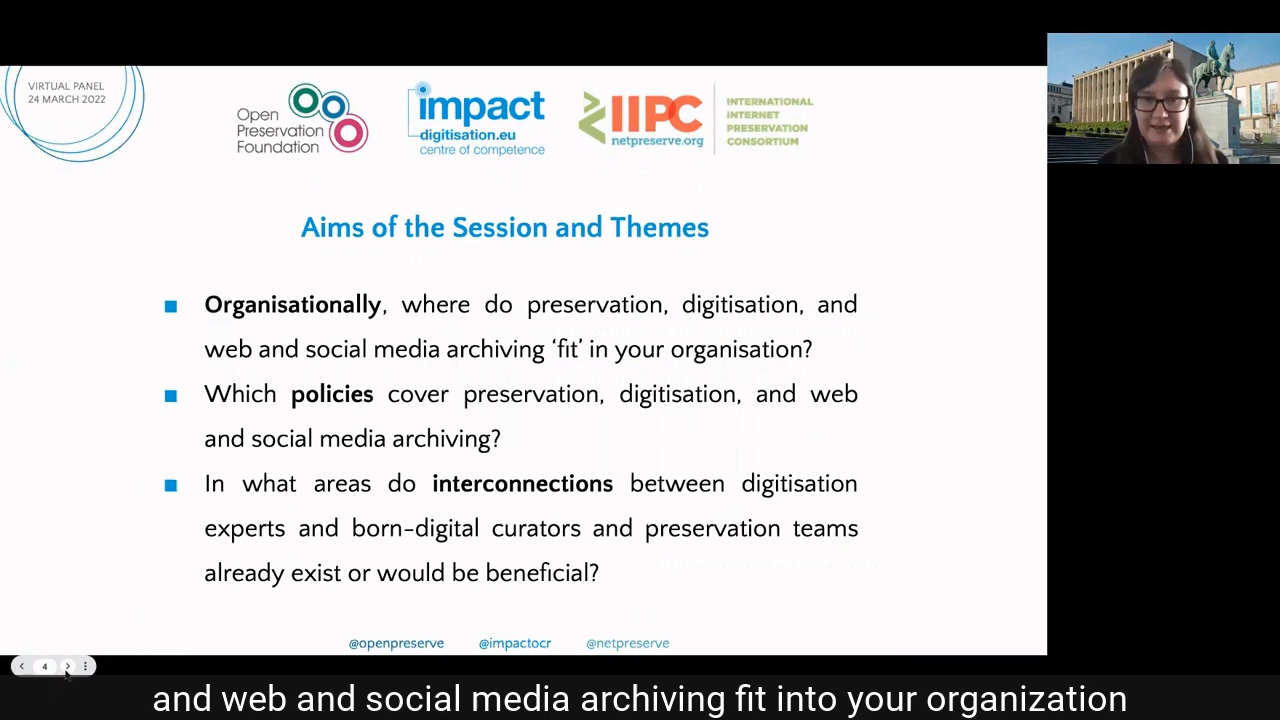 VIRTUAL PANEL
24 MARCH 2022
Open
Preservation
Foundation
impact
digitisation.eu
centre of competence
IIPC
netpreserve.org
INTERNATIONAL
INTERNET
PRESERVATION
CONSORTIUM
Aims of the Session and Themes
Organisationally, where do preservation, digitisation, and
web and social media archiving ‘fit’ in your organisation?
Which policies cover preservation, digitisation, and web
and social media archiving?
In what areas do interconnections between digitisation
experts and born-digital curators and preservation teams
already exist or would be beneficial?
@openpreserve @impactocr @netpreserve
4
and web and social media archiving fit into your organization